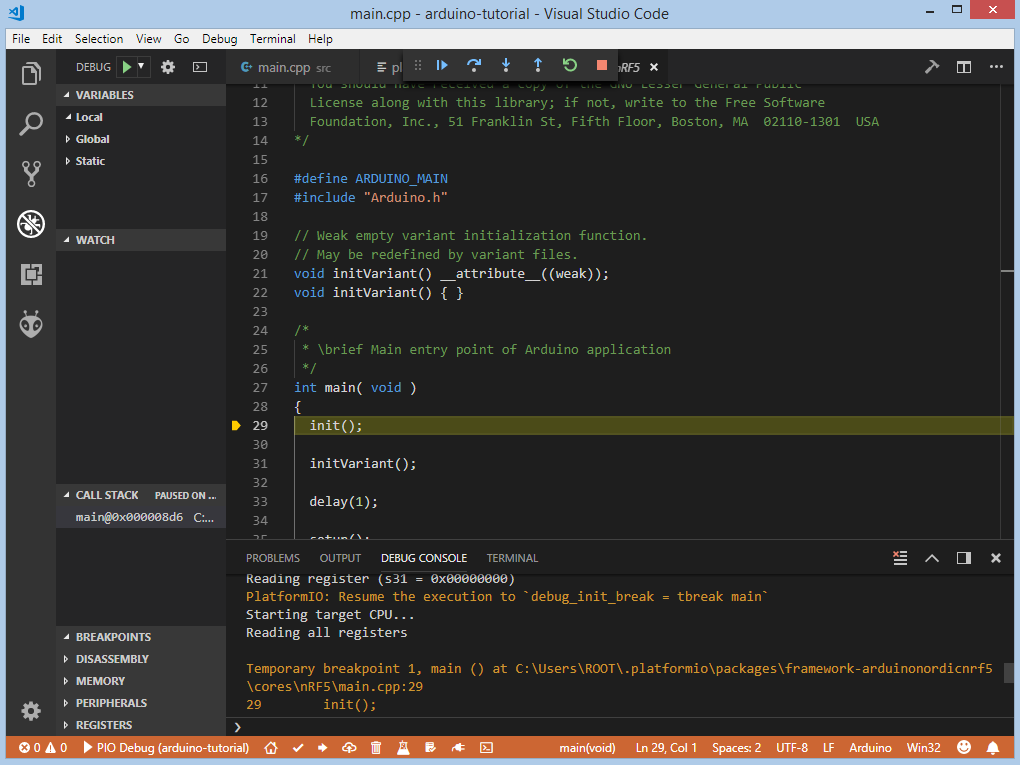 main.cpp - arduino-tutorial - Visual Studio Code
File Edit Selection View Go Debug Terminal Help
DEBUG
main.cpp src
pl
nRF5
VARIABLES
Local
Global
Static
WATCH
CALL STACK PAUSED ON ...
main@0x000008d6 C:...
BREAKPOINTS
DISASSEMBLY
MEMORY
PERIPHERALS
REGISTERS
11 You should have received a copy of the GNU Lesser General Public
12 License along with this library; if not, write to the Free Software
13 Foundation, Inc., 51 Franklin St, Fifth Floor, Boston, MA 02110-1301 USA
14 */
15
16 #define ARDUINO_MAIN
17 #include "Arduino.h"
18
19 // Weak empty variant initialization function.
20 // May be redefined by variant files.
21 void initVariant() __attribute__((weak));
22 void initVariant() { }
23
24 /*
25 * \brief Main entry point of Arduino application
26 */
27 int main( void )
28 {
29 init();
30
31 initVariant();
32
33 delay(1);
34
35 setup();
PROBLEMS OUTPUT DEBUG CONSOLE TERMINAL
Reading register (s31 = 0x00000000)
PlatformIO: Resume the execution to `debug_init_break = tbreak main`
Starting target CPU...
Reading all registers
Temporary breakpoint 1, main () at C:\Users\ROOT\.platformio\packages\framework-arduinonordicnrf5
\cores\nRF5\main.cpp:29
29 init();
0 0 PIO Debug (arduino-tutorial) main(void) Ln 29, Col 1 Spaces: 2 UTF-8 LF Arduino Win32